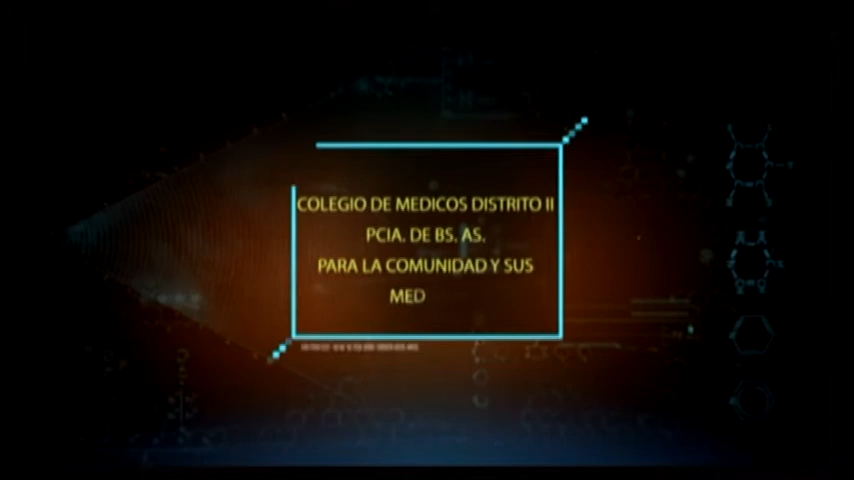 COLEGIO DE MEDICOS DISTRITO II
PCIA. DE BS. AS.
PARA LA COMUNIDAD Y SUS
MED